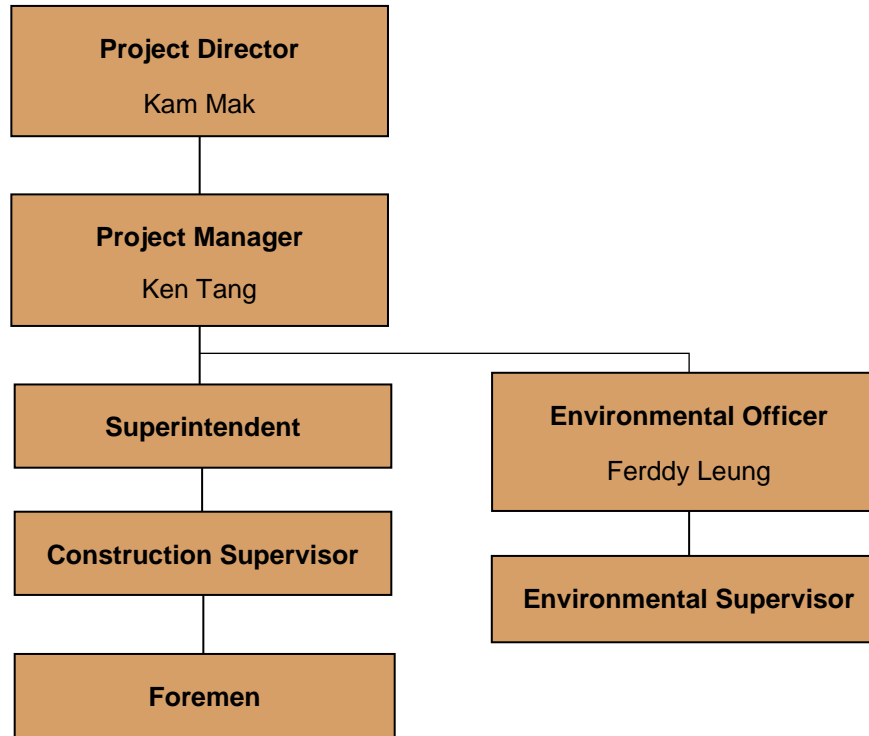 Project Director
Kam Mak
Project Manager
Ken Tang
Superintendent
Environmental Officer
Ferddy Leung
Construction Supervisor
Environmental Supervisor
Foremen